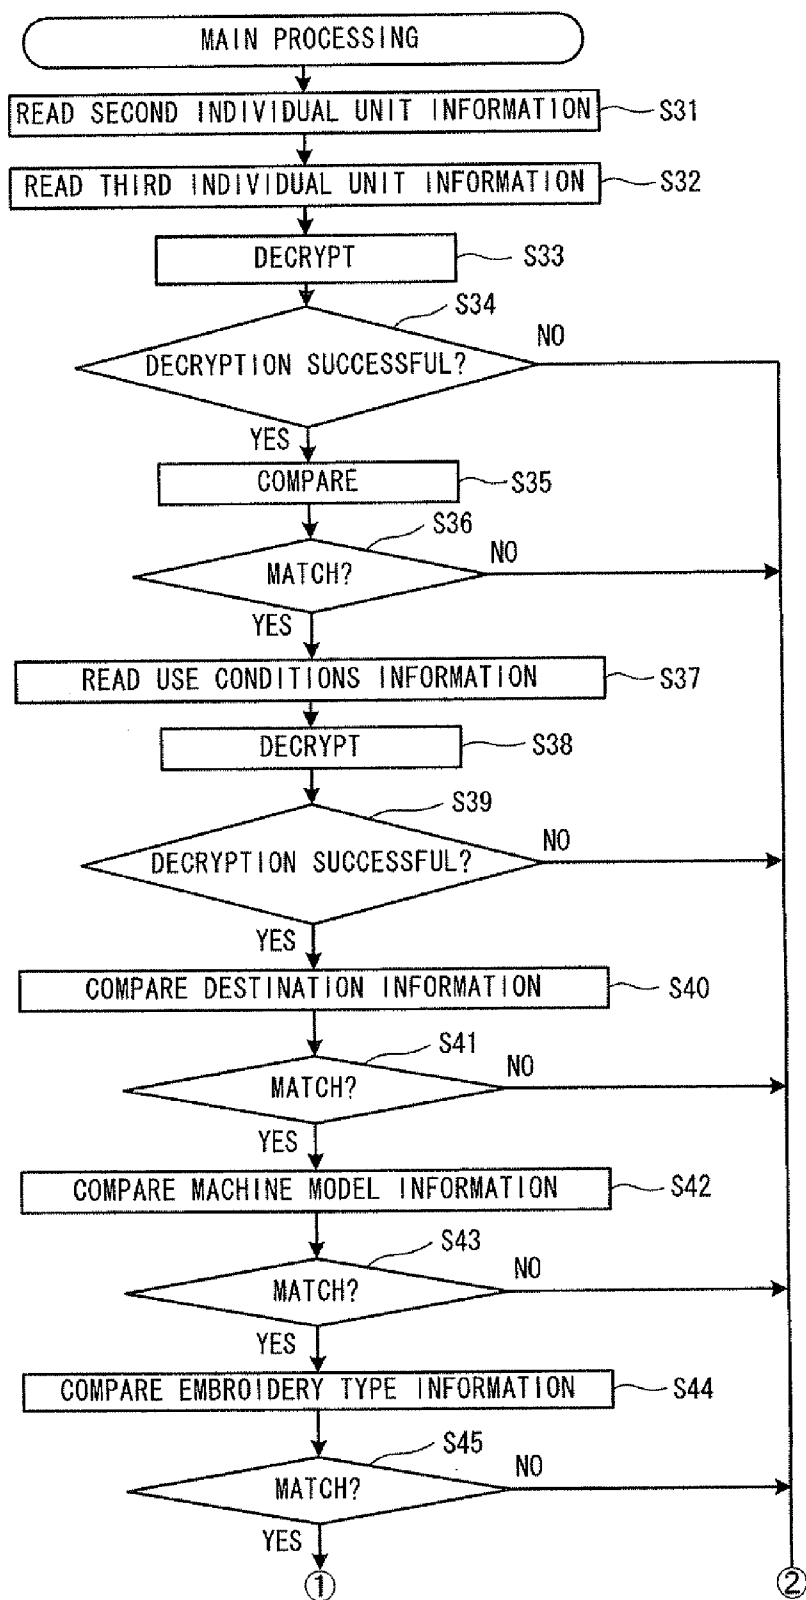 MAIN PROCESSING
READ SECOND INDIVIDUAL UNIT INFORMATION
S31
READ THIRD INDIVIDUAL UNIT INFORMATION
S32
DECRYPT
S33
S34
DECRYPTION SUCCESSFUL?
NO
YES
COMPARE
S35
S36
MATCH?
NO
YES
READ USE CONDITIONS INFORMATION
S37
DECRYPT
S38
S39
DECRYPTION SUCCESSFUL?
NO
YES
COMPARE DESTINATION INFORMATION
S40
S41
MATCH?
NO
YES
COMPARE MACHINE MODEL INFORMATION
S42
S43
MATCH?
NO
YES
COMPARE EMBROIDERY TYPE INFORMATION
S44
S45
MATCH?
NO
YES
① ②